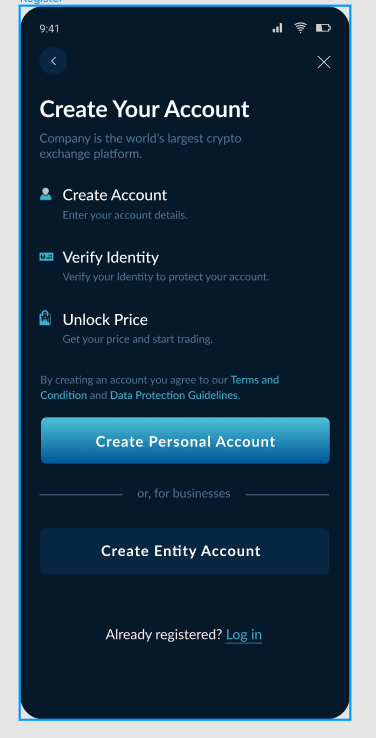 Register
9:41
Create Your Account
Company is the world's largest crypto
exchange platform.
Create Account
Enter your account details.
Verify Identity
Verify your Identity to protect your account.
Unlock Price
Get your price and start trading.
By creating an account you agree to our Terms and
Condition and Data Protection Guidelines.
Create Personal Account
or, for businesses
Create Entity Account
Already registered? Log in